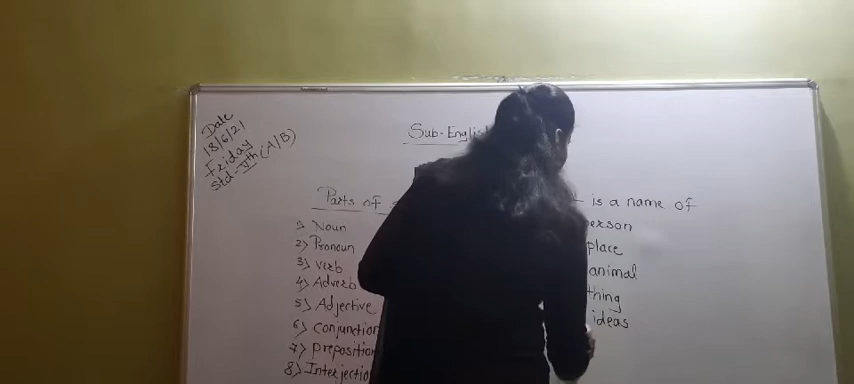 Date
18/6/21
Friday
Std-Vth (A/B)
Sub-English
Parts of
is a name of
1) Noun
person
2) Pronoun
place
3) Verb
animal
4) Adverb
thing
5) Adjective
ideas
6) Conjunction
7) Preposition
8) Interjection